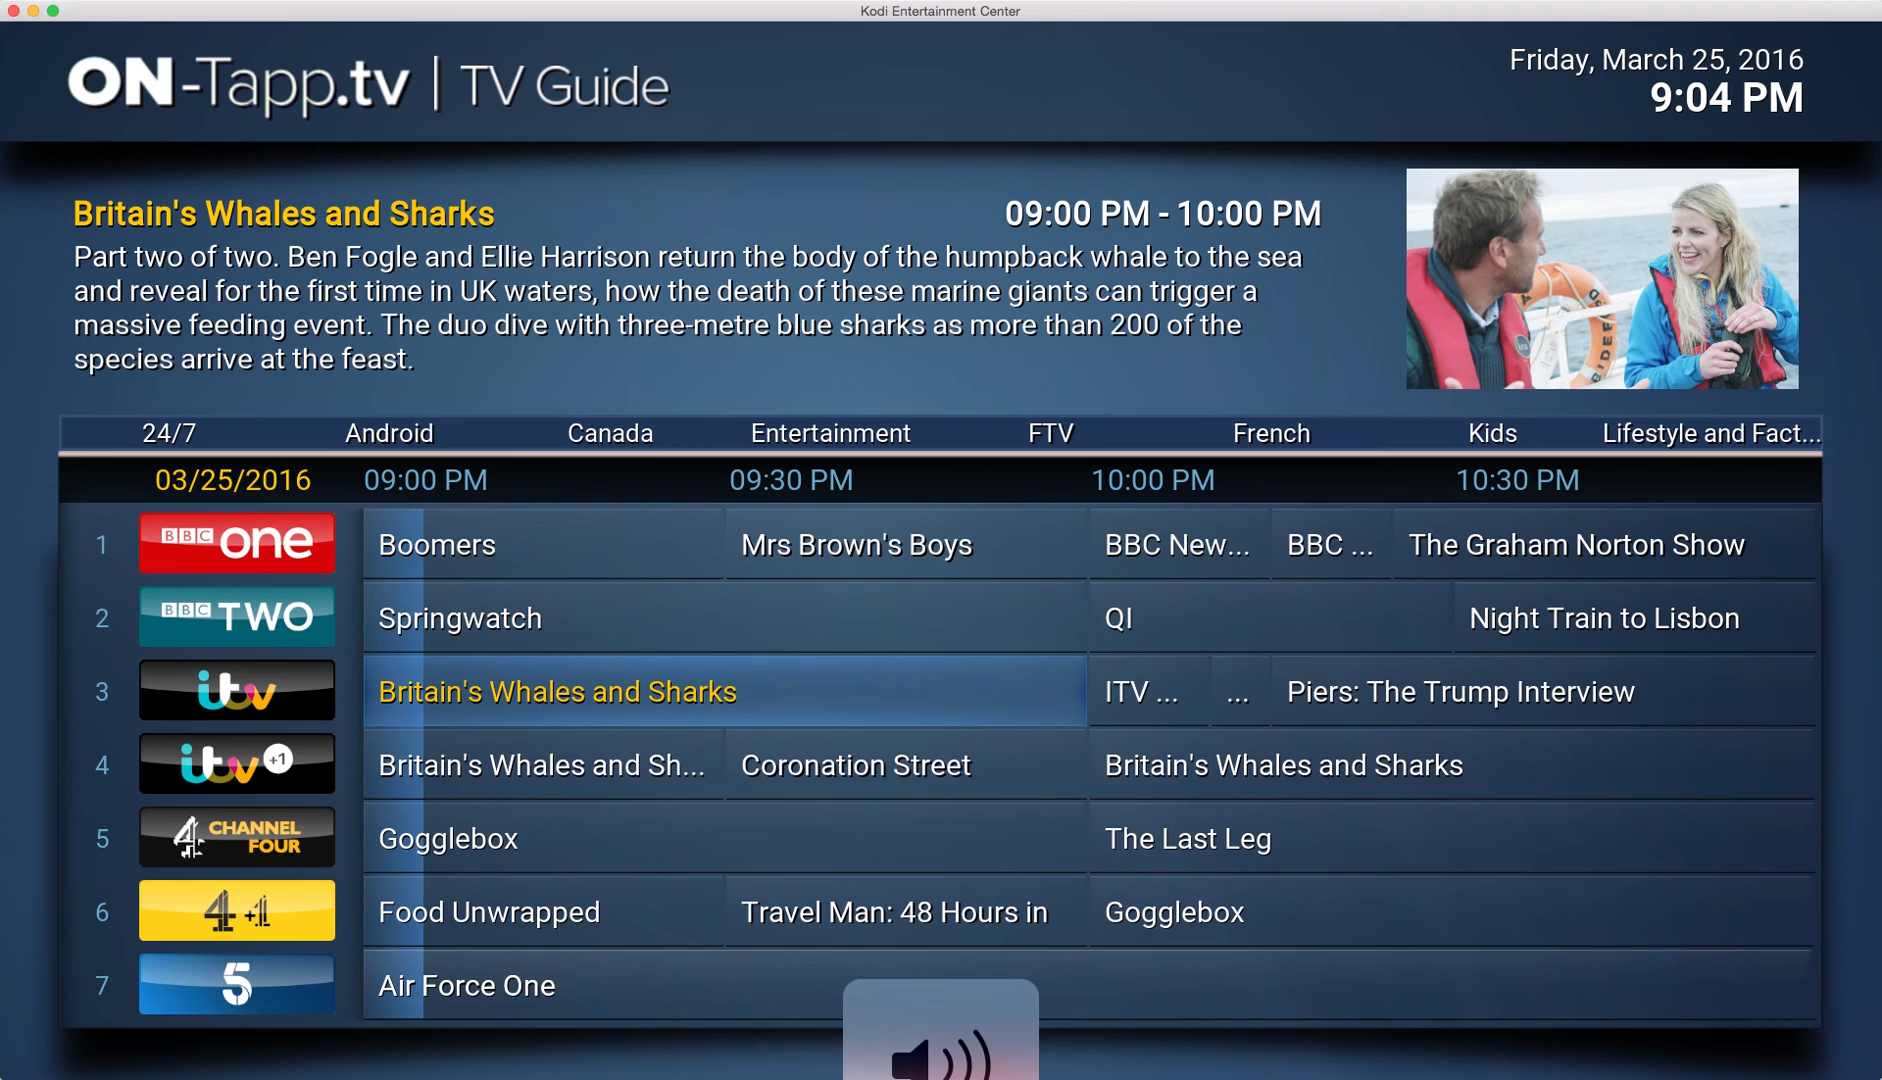 Kodi Entertainment Center
ON-Tapp.tv | TV Guide
Friday, March 25, 2016
9:04 PM
Britain's Whales and Sharks
09:00 PM - 10:00 PM
Part two of two. Ben Fogle and Ellie Harrison return the body of the humpback whale to the sea
and reveal for the first time in UK waters, how the death of these marine giants can trigger a
massive feeding event. The duo dive with three-metre blue sharks as more than 200 of the
species arrive at the feast.
24/7 Android Canada Entertainment FTV French Kids Lifestyle and Fact...
03/25/2016 09:00 PM 09:30 PM 10:00 PM 10:30 PM
1 BBC one Boomers Mrs Brown's Boys BBC New... BBC ... The Graham Norton Show
2 BBC TWO Springwatch QI Night Train to Lisbon
3 itv Britain's Whales and Sharks ITV ... ... Piers: The Trump Interview
4 itv +1 Britain's Whales and Sh... Coronation Street Britain's Whales and Sharks
5 4 CHANNEL FOUR Gogglebox The Last Leg
6 4 +1 Food Unwrapped Travel Man: 48 Hours in Gogglebox
7 5 Air Force One